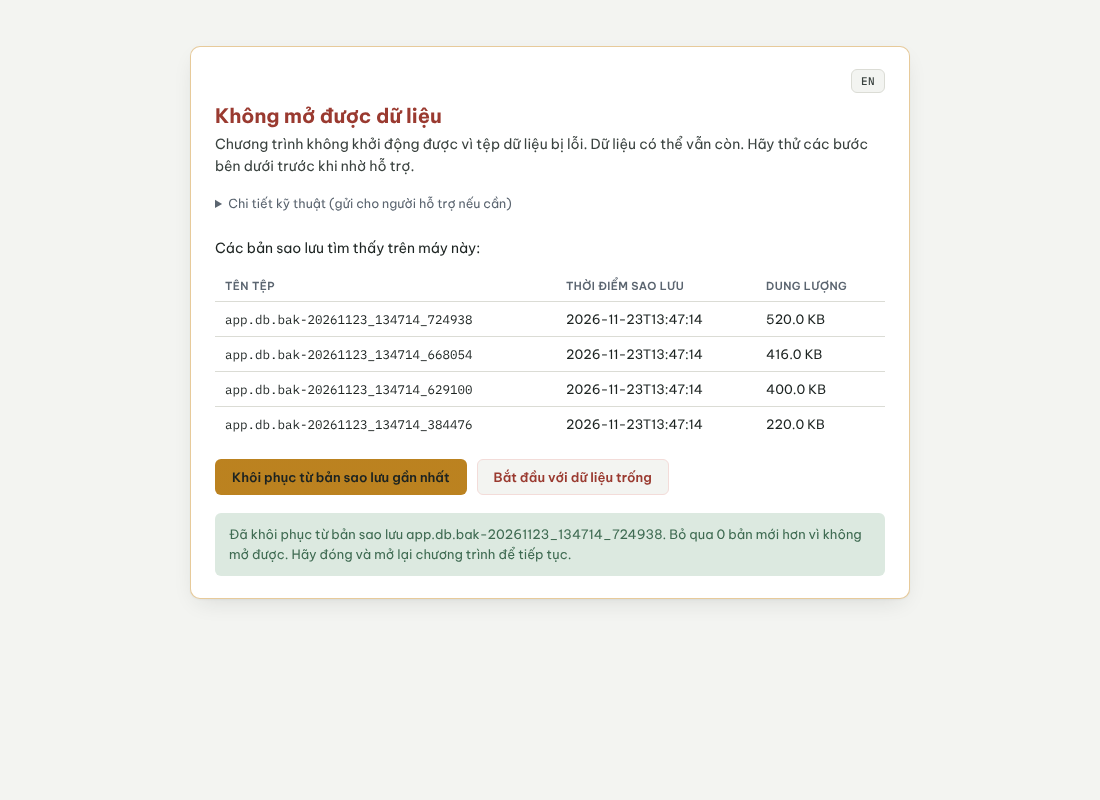 EN
Không mở được dữ liệu
Chương trình không khởi động được vì tệp dữ liệu bị lỗi. Dữ liệu có thể vẫn còn. Hãy thử các bước
bên dưới trước khi nhờ hỗ trợ.
Chi tiết kỹ thuật (gửi cho người hỗ trợ nếu cần)
Các bản sao lưu tìm thấy trên máy này:
TÊN TỆP THỜI ĐIỂM SAO LƯU DUNG LƯỢNG
app.db.bak-20261123_134714_724938 2026-11-23T13:47:14 520.0 KB
app.db.bak-20261123_134714_668054 2026-11-23T13:47:14 416.0 KB
app.db.bak-20261123_134714_629100 2026-11-23T13:47:14 400.0 KB
app.db.bak-20261123_134714_384476 2026-11-23T13:47:14 220.0 KB
Khôi phục từ bản sao lưu gần nhất Bắt đầu với dữ liệu trống
Đã khôi phục từ bản sao lưu app.db.bak-20261123_134714_724938. Bỏ qua 0 bản mới hơn vì không
mở được. Hãy đóng và mở lại chương trình để tiếp tục.